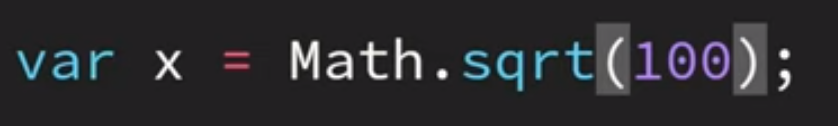 var x = Math.sqrt(100);